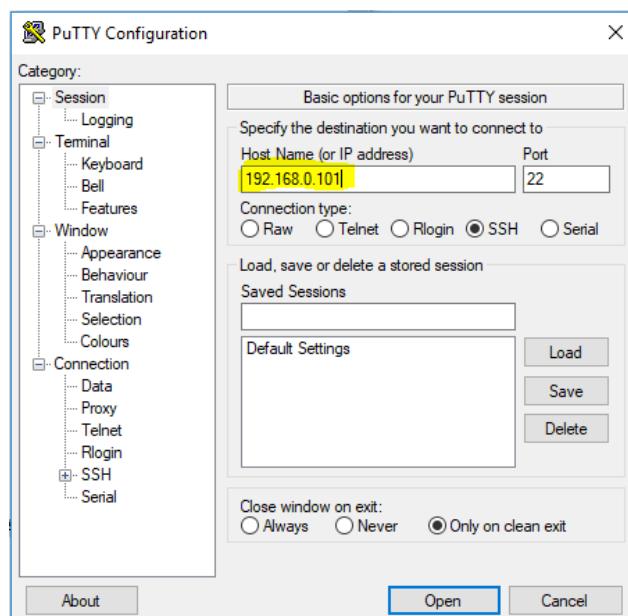 PuTTY Configuration
Category:
Session
Logging
Terminal
Keyboard
Bell
Features
Window
Appearance
Behaviour
Translation
Selection
Colours
Connection
Data
Proxy
Telnet
Rlogin
SSH
Serial
Basic options for your PuTTY session
Specify the destination you want to connect to
Host Name (or IP address) Port
192.168.0.101 22
Connection type:
Raw Telnet Rlogin SSH Serial
Load, save or delete a stored session
Saved Sessions
Default Settings
Load
Save
Delete
Close window on exit:
Always Never Only on clean exit
About Open Cancel